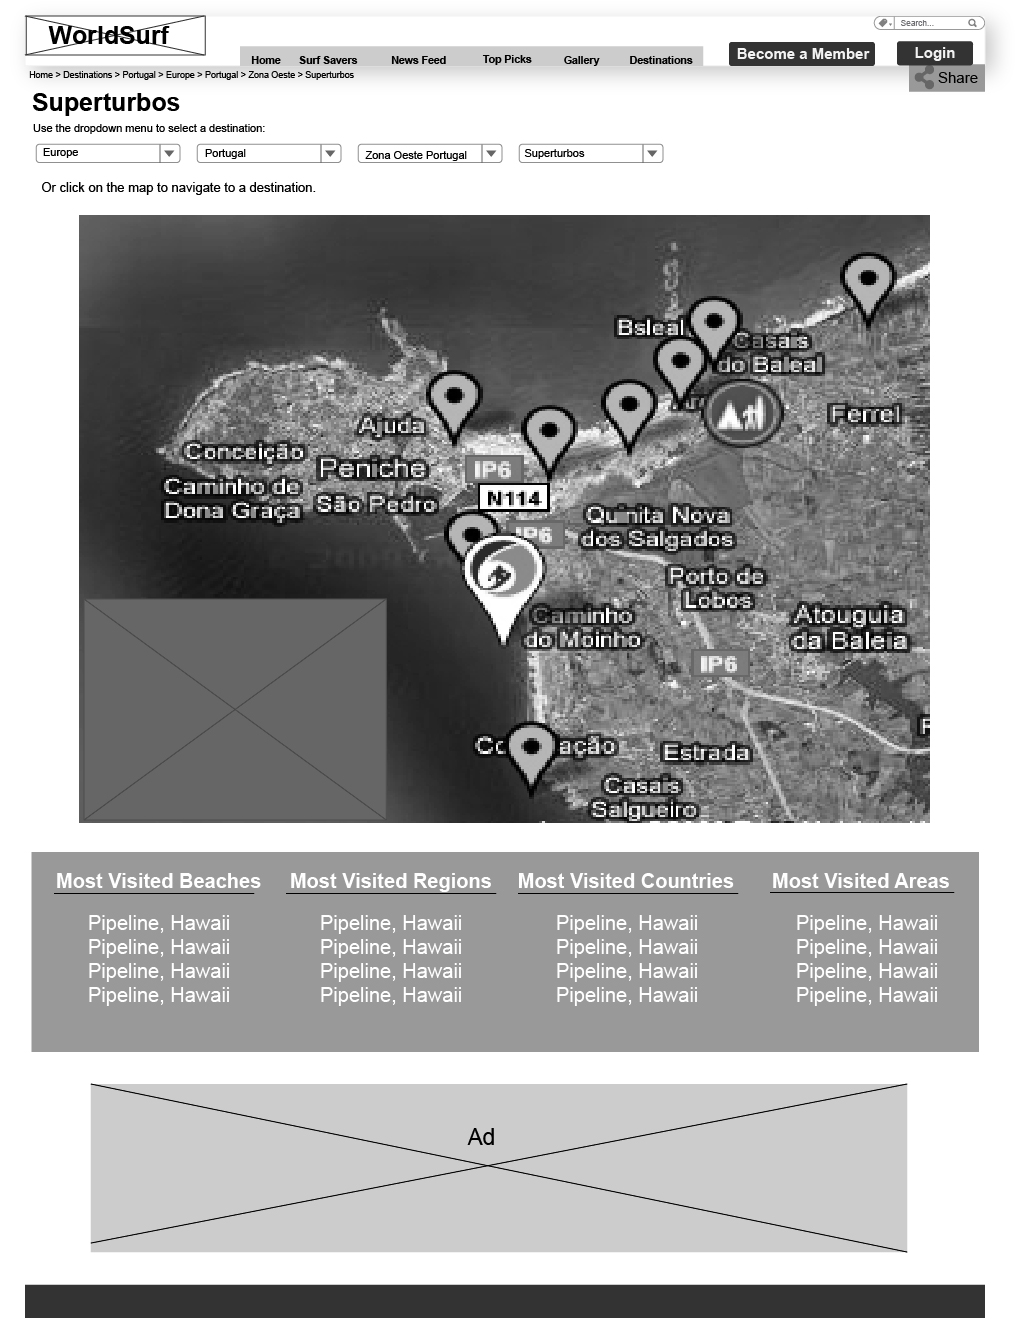 WorldSurf
Search...
Home Surf Savers News Feed Top Picks Gallery Destinations
Become a Member
Login
Home > Destinations > Portugal > Europe > Portugal > Zona Oeste > Superturbos
Share
Superturbos
Use the dropdown menu to select a destination:
Europe Portugal Zona Oeste Portugal Superturbos
Or click on the map to navigate to a destination.
Bsleal
Casais
do Baleal
Ferrel
Ajuda
Conceição
Peniche
IP6
Caminho de
Dona Graça
São Pedro
N114
IP6
Quinita Nova
dos Salgados
Porto de
Lobos
Caminho
do Moinho
Atouguia
da Baleia
IP6
Estrada
Casais
Salgueiro
Most Visited Beaches Most Visited Regions Most Visited Countries Most Visited Areas
Pipeline, Hawaii Pipeline, Hawaii Pipeline, Hawaii Pipeline, Hawaii
Pipeline, Hawaii Pipeline, Hawaii Pipeline, Hawaii Pipeline, Hawaii
Pipeline, Hawaii Pipeline, Hawaii Pipeline, Hawaii Pipeline, Hawaii
Pipeline, Hawaii Pipeline, Hawaii Pipeline, Hawaii Pipeline, Hawaii
Ad